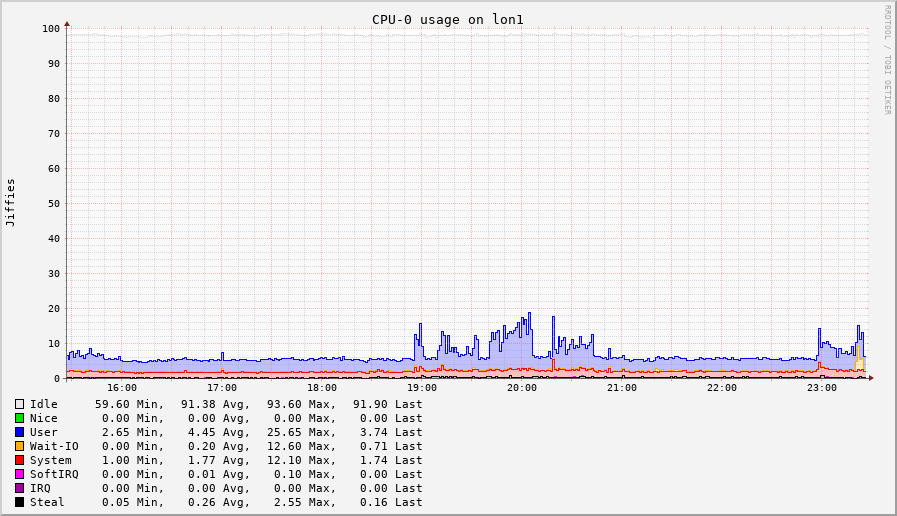 CPU-0 usage on lon1
RRDTOOL / TOBI OETIKER
Jiffies
100
90
80
70
60
50
40
30
20
10
0
16:00 17:00 18:00 19:00 20:00 21:00 22:00 23:00
Idle 59.60 Min, 91.38 Avg, 93.60 Max, 91.90 Last
Nice 0.00 Min, 0.00 Avg, 0.00 Max, 0.00 Last
User 2.65 Min, 4.45 Avg, 25.65 Max, 3.74 Last
Wait-IO 0.00 Min, 0.20 Avg, 12.60 Max, 0.71 Last
System 1.00 Min, 1.77 Avg, 12.10 Max, 1.74 Last
SoftIRQ 0.00 Min, 0.01 Avg, 0.10 Max, 0.00 Last
IRQ 0.00 Min, 0.00 Avg, 0.00 Max, 0.00 Last
Steal 0.05 Min, 0.26 Avg, 2.55 Max, 0.16 Last